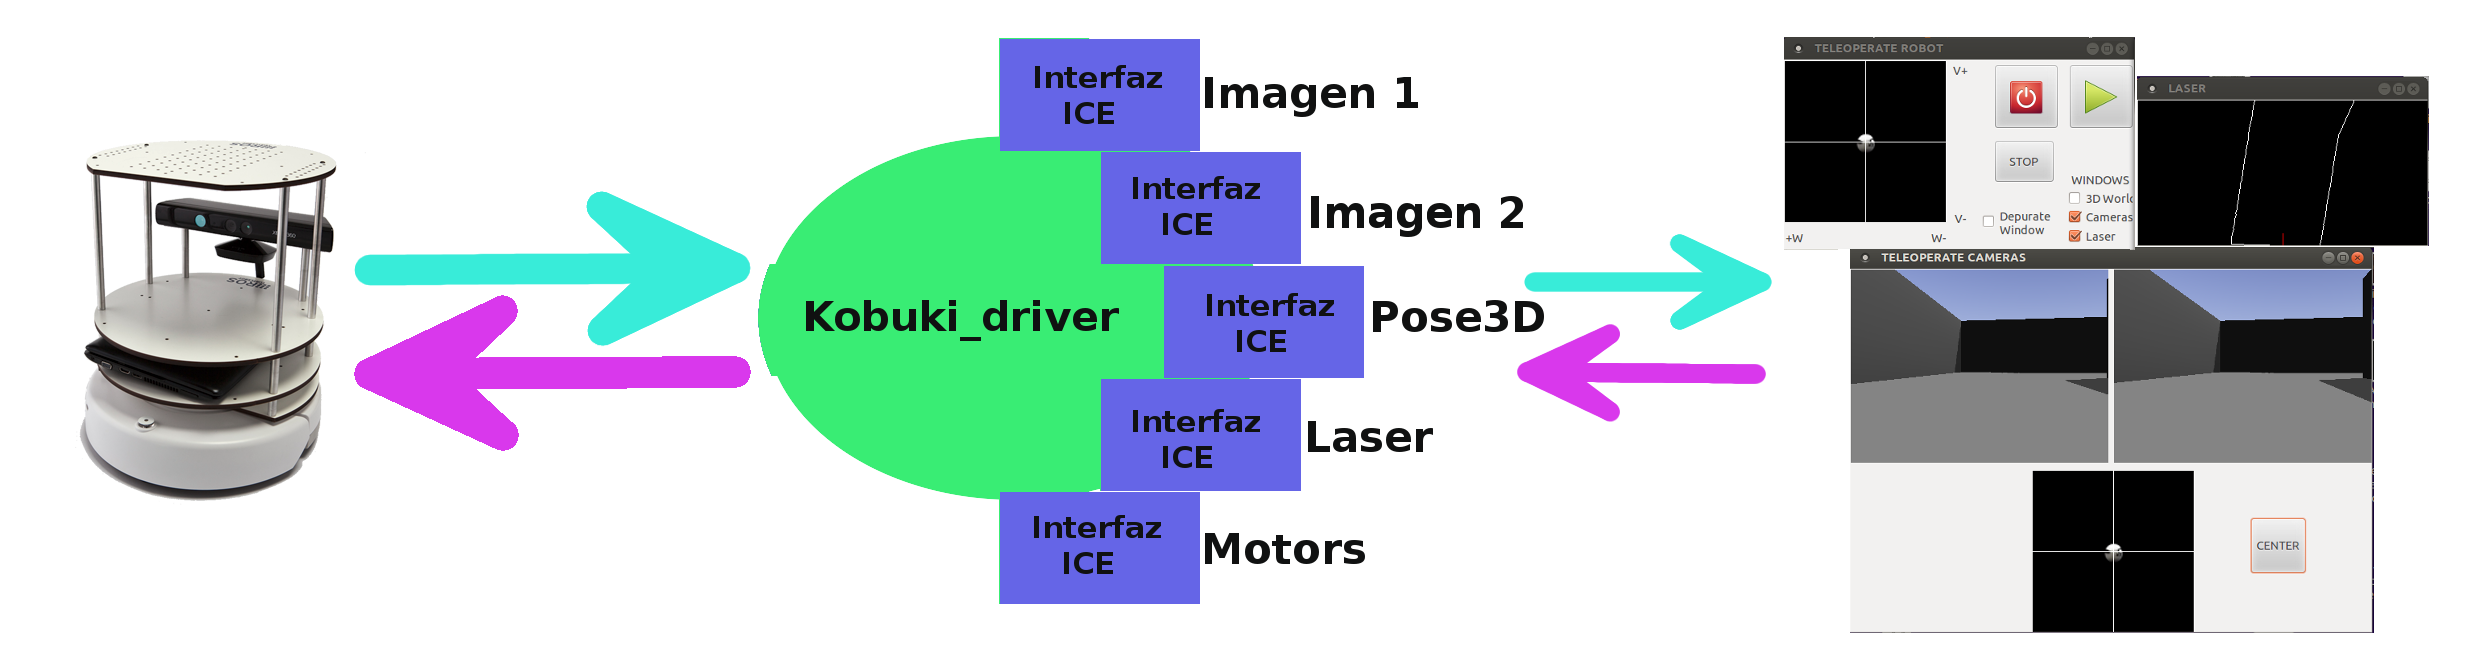 Interfaz
ICE
Imagen 1
Interfaz
ICE
Imagen 2
Kobuki_driver
Interfaz
ICE
Pose3D
Interfaz
ICE
Laser
Interfaz
ICE
Motors
TELEOPERATE ROBOT
V+
STOP
WINDOWS
3D World
Cameras
V-
Depurate
Window
Laser
+W
W-
LASER
TELEOPERATE CAMERAS
CENTER